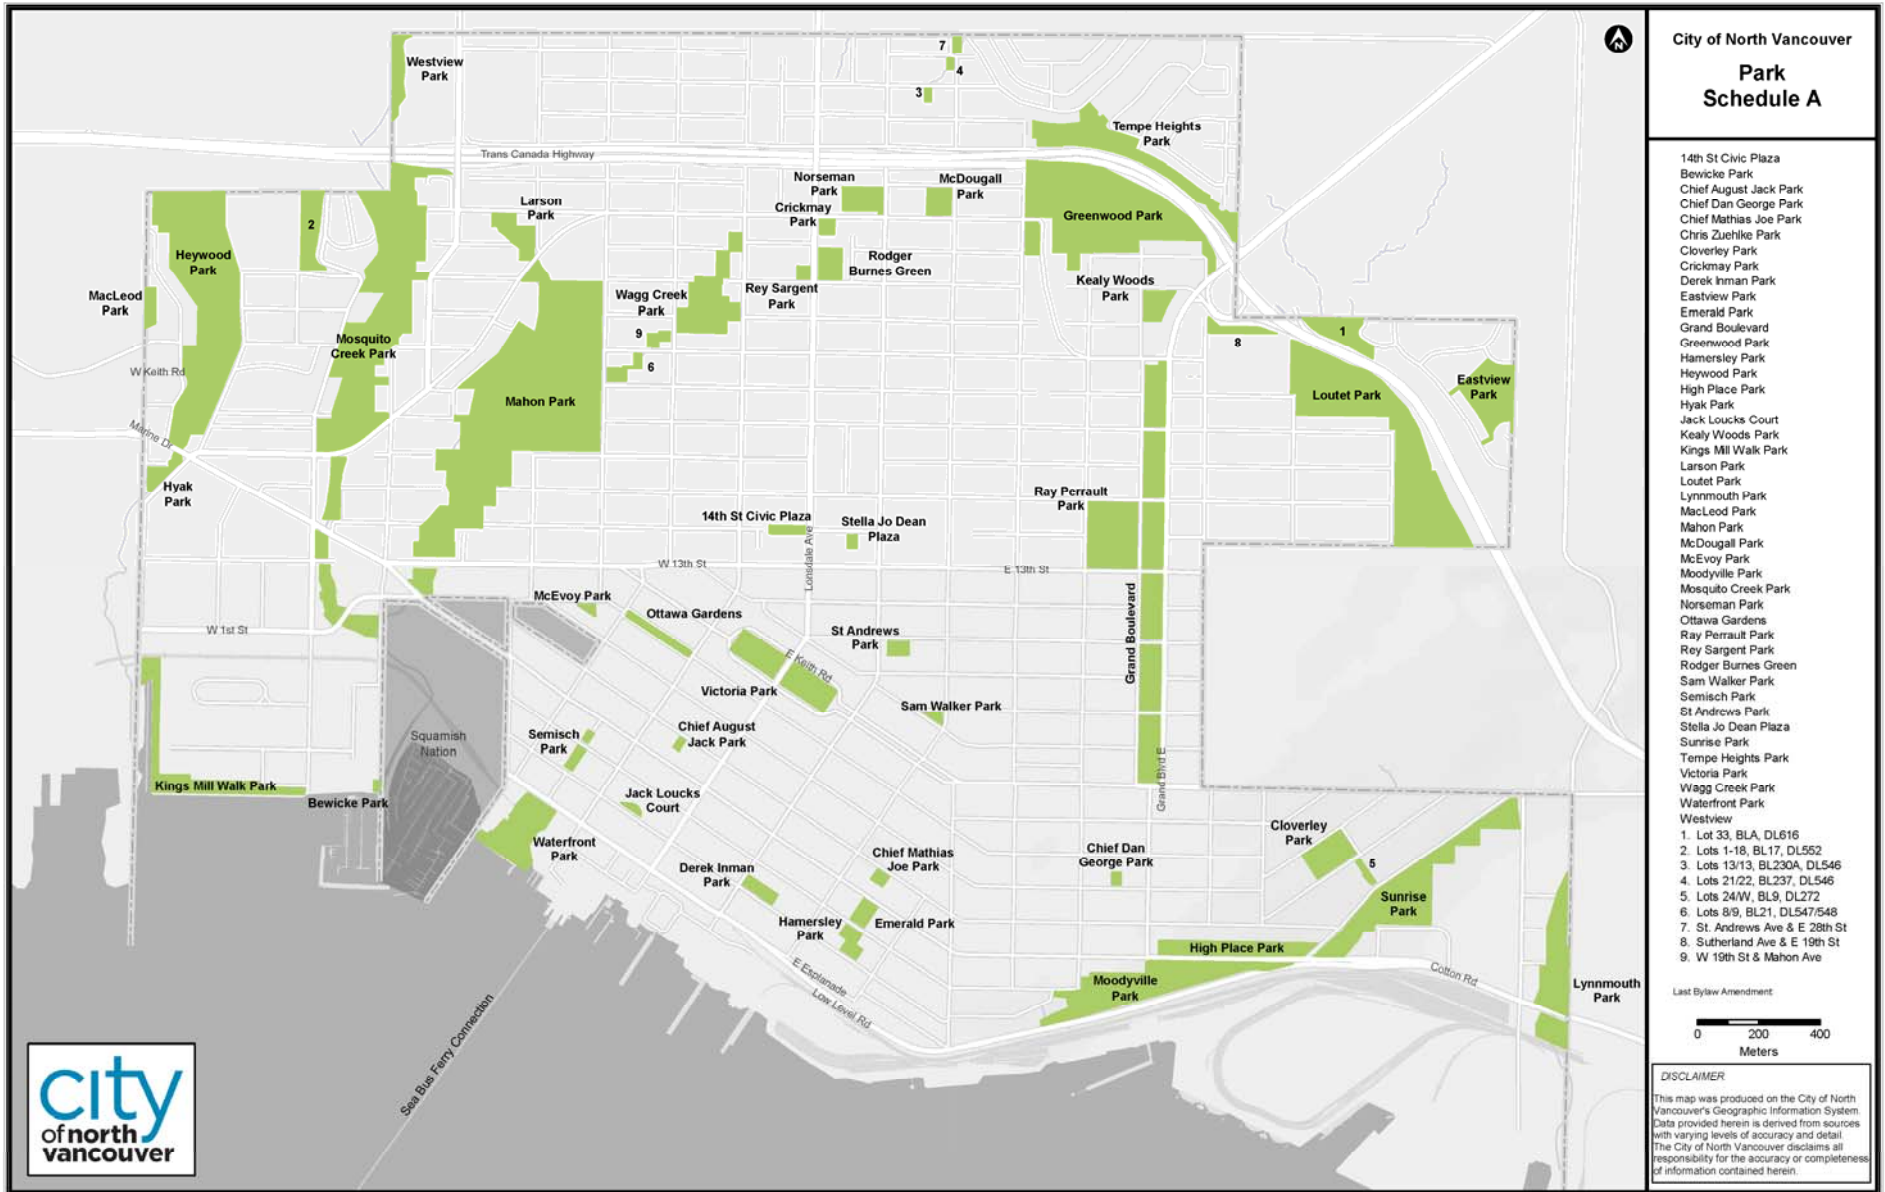 City of North Vancouver
Park
Schedule A
14th St Civic Plaza
Bewicke Park
Chief August Jack Park
Chief Dan George Park
Chief Mathias Joe Park
Chris Zuehlke Park
Cloverley Park
Crickmay Park
Derek Inman Park
Eastview Park
Emerald Park
Grand Boulevard
Greenwood Park
Hamersley Park
Heywood Park
High Place Park
Hyak Park
Jack Loucks Court
Kealy Woods Park
Kings Mill Walk Park
Larson Park
Loutet Park
Lynnmouth Park
MacLeod Park
Mahon Park
McDougall Park
McEvoy Park
Moodyville Park
Mosquito Creek Park
Norseman Park
Ottawa Gardens
Ray Perrault Park
Rey Sargent Park
Rodger Burnes Green
Sam Walker Park
Semisch Park
St Andrews Park
Stella Jo Dean Plaza
Sunrise Park
Tempe Heights Park
Victoria Park
Wagg Creek Park
Waterfront Park
Westview
1. Lot 33, BLA, DL616
2. Lots 1-18, BL17, DL552
3. Lots 13/13, BL230A, DL546
4. Lots 21/22, BL237, DL546
5. Lots 24/W, BL9, DL272
6. Lots 8/9, BL21, DL547/548
7. St. Andrews Ave & E 28th St
8. Sutherland Ave & E 19th St
9. W 19th St & Mahon Ave
Last Bylaw Amendment:
0 200 400
Meters
DISCLAIMER
This map was produced on the City of North
Vancouver's Geographic Information System.
Data provided herein is derived from sources
with varying levels of accuracy and detail.
The City of North Vancouver disclaims all
responsibility for the accuracy or completeness
of information contained herein.
N
Westview
Park
7
4
3
Tempe Heights
Park
Trans Canada Highway
Norseman
Park
McDougall
Park
Larson
Park
Crickmay
Park
Greenwood Park
2
Heywood
Park
Rodger
Burnes Green
MacLeod
Park
Wagg Creek
Park
Rey Sargent
Park
Kealy Woods
Park
9
1
8
Mosquito
Creek Park
6
W Keith Rd
Mahon Park
Loutet Park
Eastview
Park
Marine Dr
Hyak
Park
Ray Perrault
Park
14th St Civic Plaza
Stella Jo Dean
Plaza
Lonsdale Ave
W 13th St
E 13th St
McEvoy Park
Ottawa Gardens
Grand Boulevard
W 1st St
St Andrews
Park
E Keith Rd
Victoria Park
Sam Walker Park
Squamish
Nation
Semisch
Park
Chief August
Jack Park
Grand Blvd E
Kings Mill Walk Park
Bewicke Park
Jack Loucks
Court
Waterfront
Park
Cloverley
Park
5
Derek Inman
Park
Chief Mathias
Joe Park
Chief Dan
George Park
Sunrise
Park
Hamersley
Park
Emerald Park
High Place Park
E Esplanade
Low Level Rd
Moodyville
Park
Cotton Rd
Lynnmouth
Park
Sea Bus Ferry Connection
city
of north
vancouver